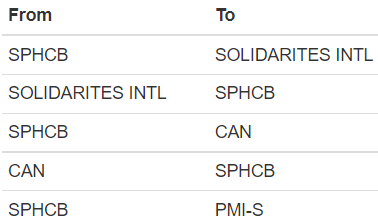 From To
SPHCB SOLIDARITES INTL
SOLIDARITES INTL SPHCB
SPHCB CAN
CAN SPHCB
SPHCB PMI-S